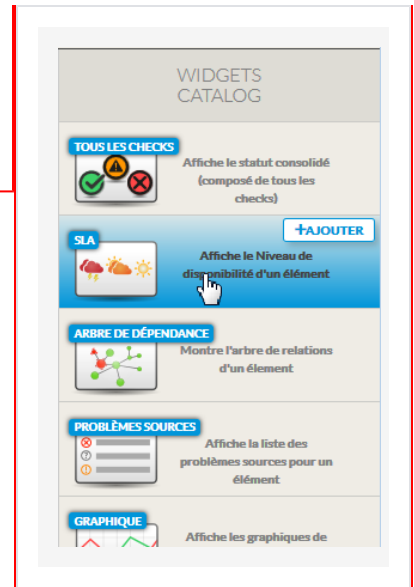 WIDGETS
CATALOG
TOUS LES CHECKS
Affiche le statut consolidé
(composé de tous les
checks)
+AJOUTER
SLA
Affiche le Niveau de
disponibilité d'un élément
ARBRE DE DÉPENDANCE
Montre l'arbre de relations
d'un élement
PROBLÈMES SOURCES
Affiche la liste des
problèmes sources pour un
élément
GRAPHIQUE
Affiche les graphiques de